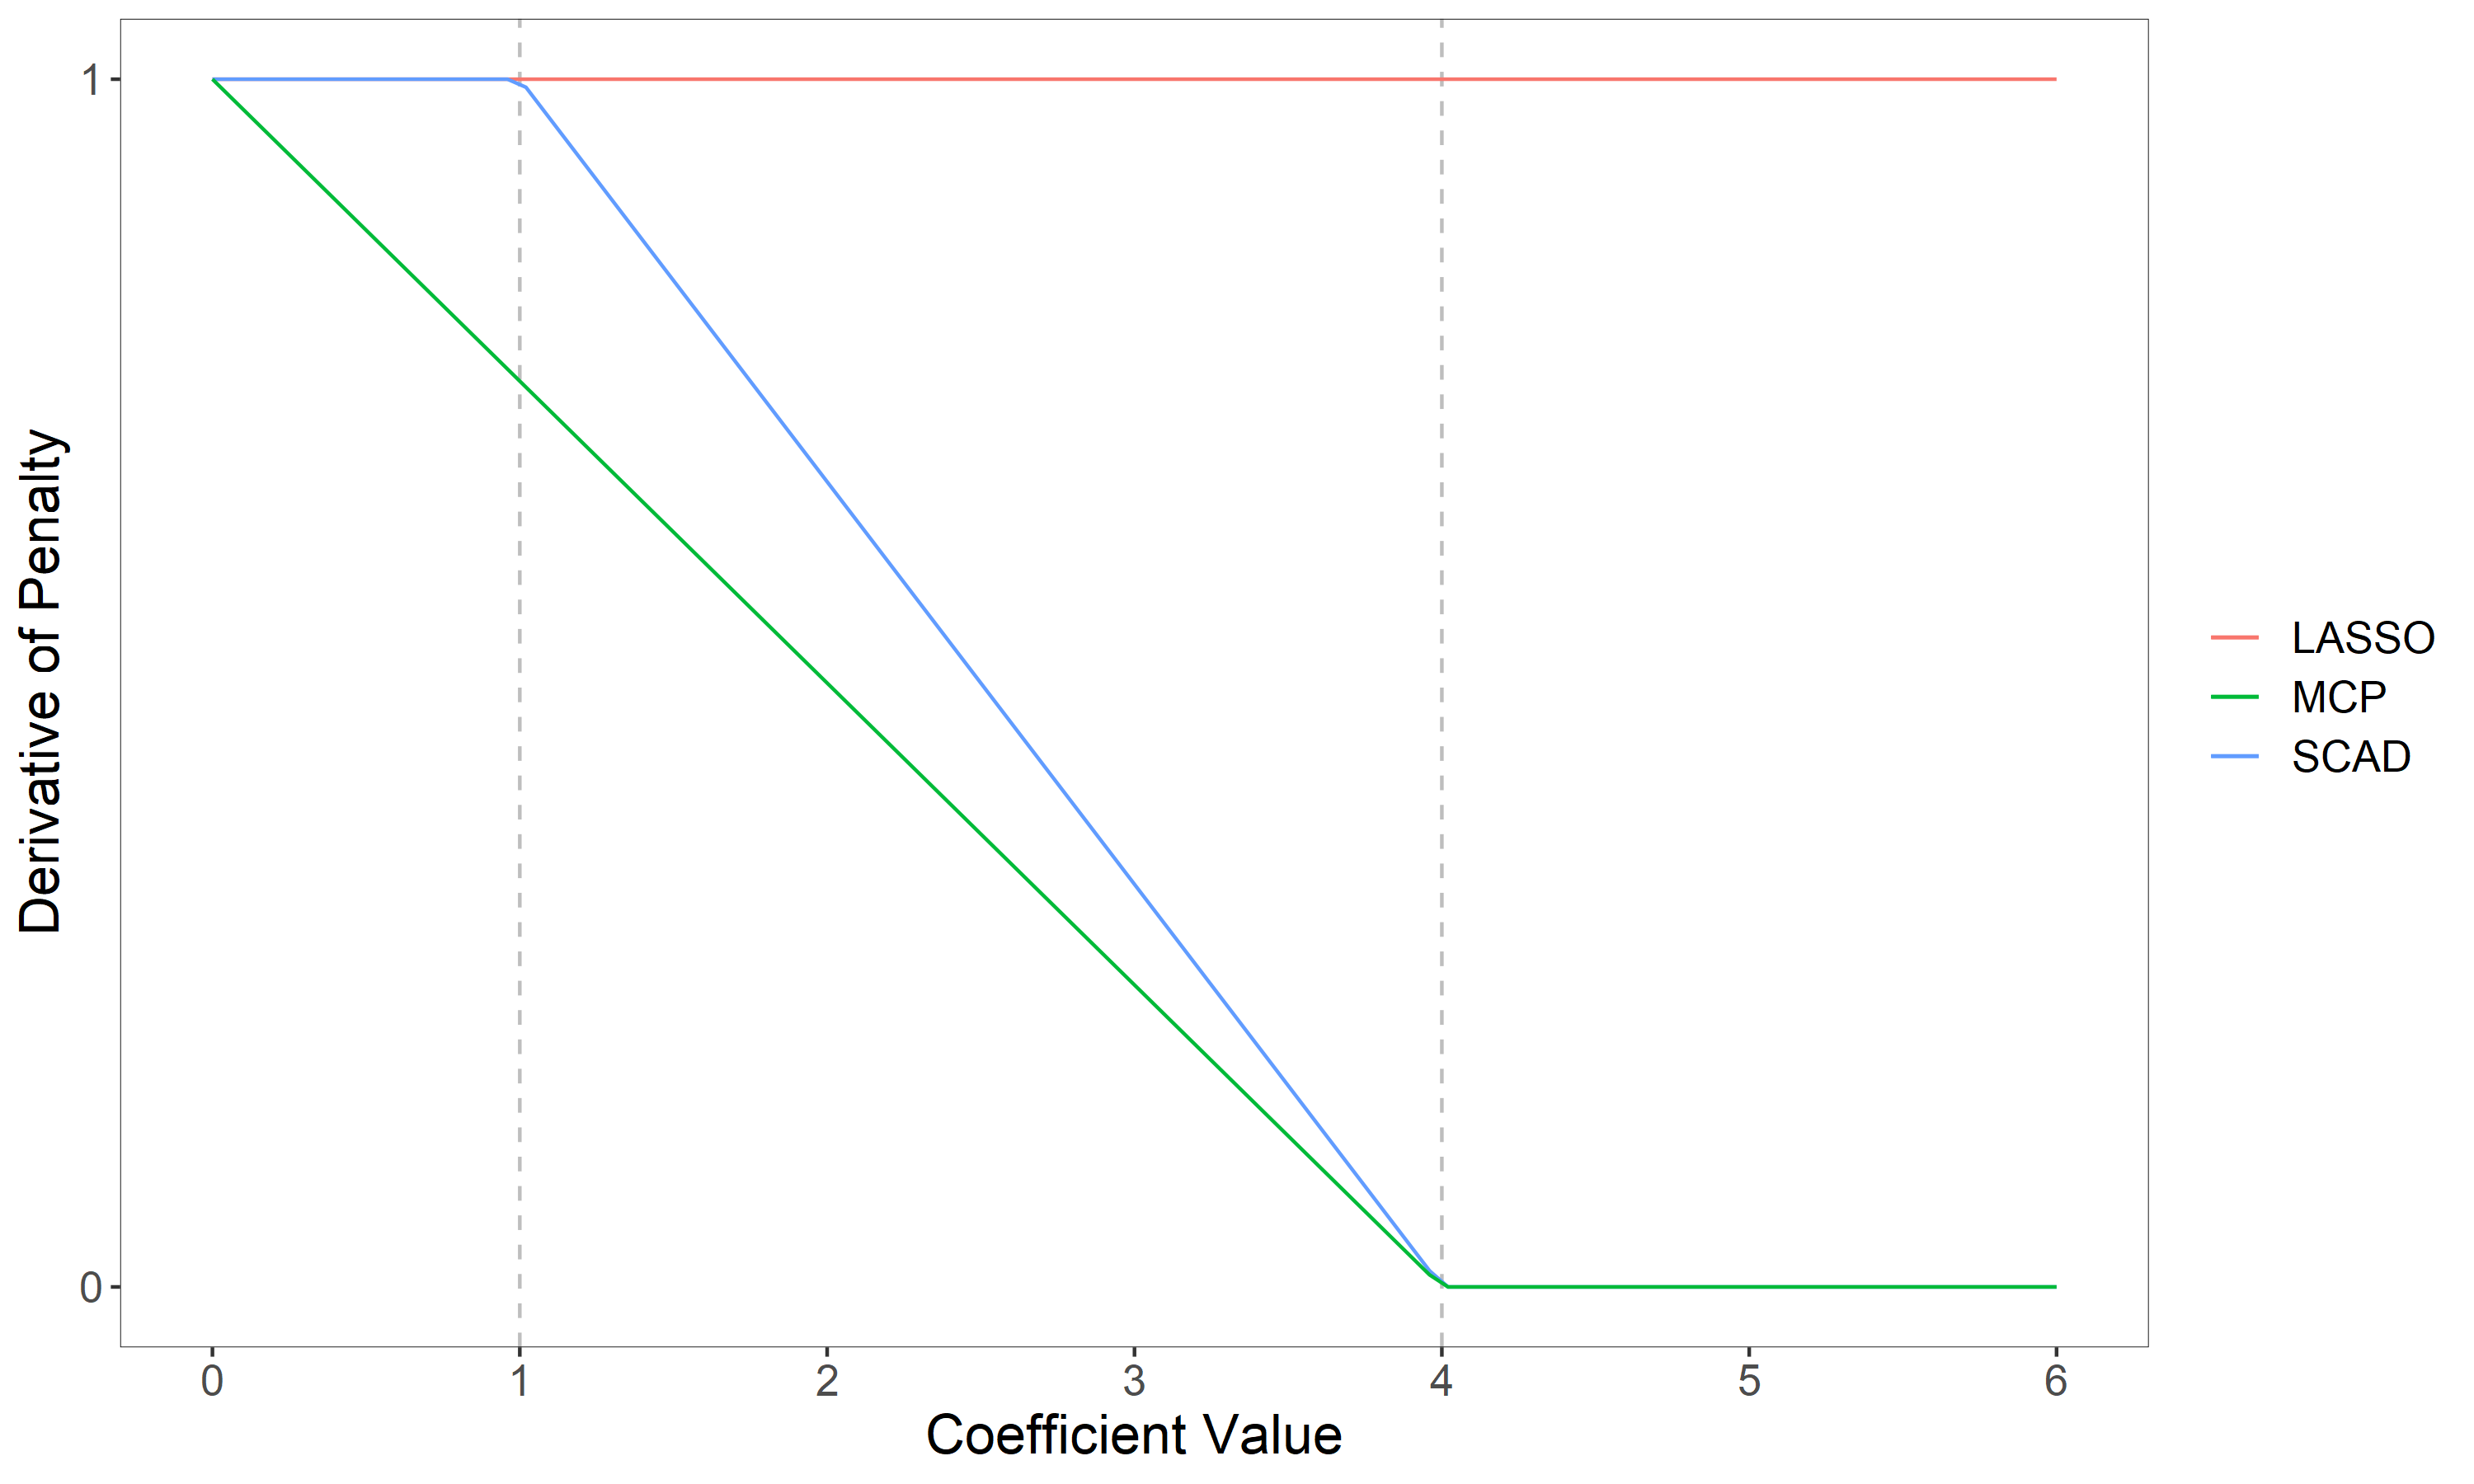 Derivative of Penalty
1
0
0 1 2 3 4 5 6
Coefficient Value
LASSO
MCP
SCAD